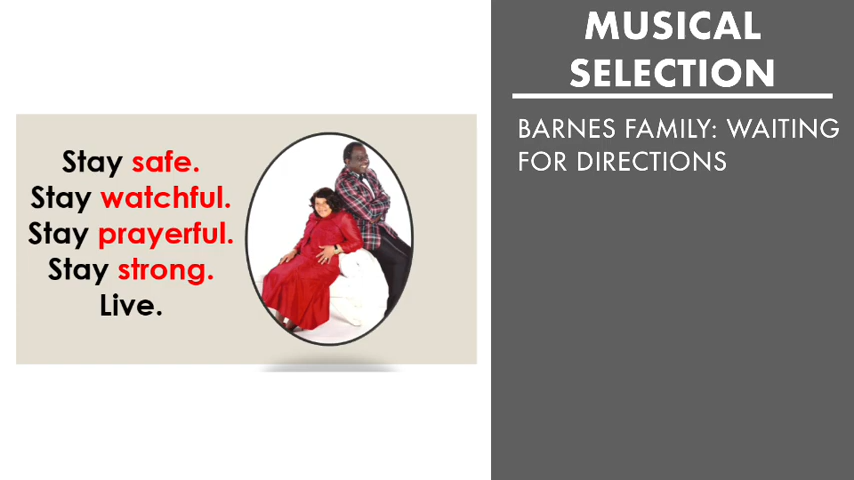 Stay safe.
Stay watchful.
Stay prayerful.
Stay strong.
Live.
MUSICAL
SELECTION
BARNES FAMILY: WAITING
FOR DIRECTIONS